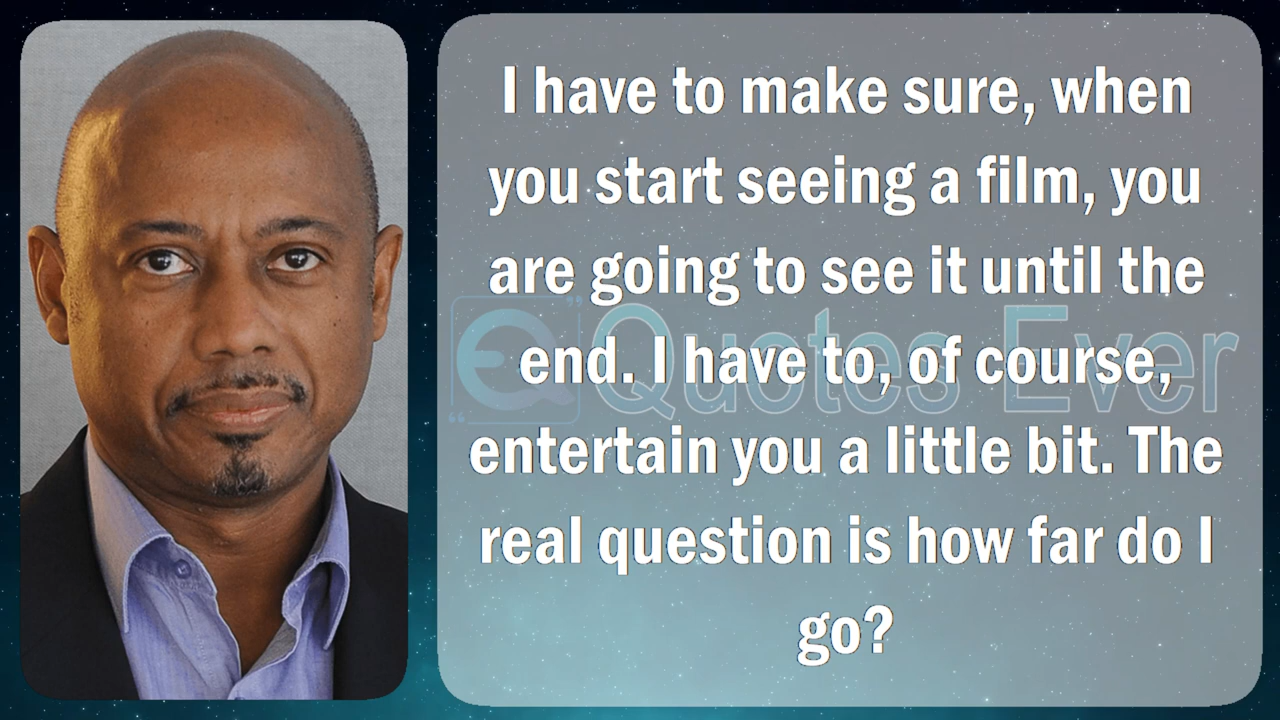 I have to make sure, when
you start seeing a film, you
are going to see it until the
end. I have to, of course,
entertain you a little bit. The
real question is how far do I
go?
Quotes Ever